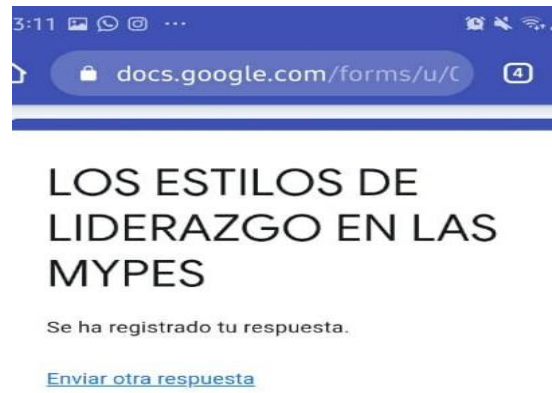 3:11 ...
docs.google.com/forms/u/0
4
LOS ESTILOS DE
LIDERAZGO EN LAS
MYPES
Se ha registrado tu respuesta.
Enviar otra respuesta